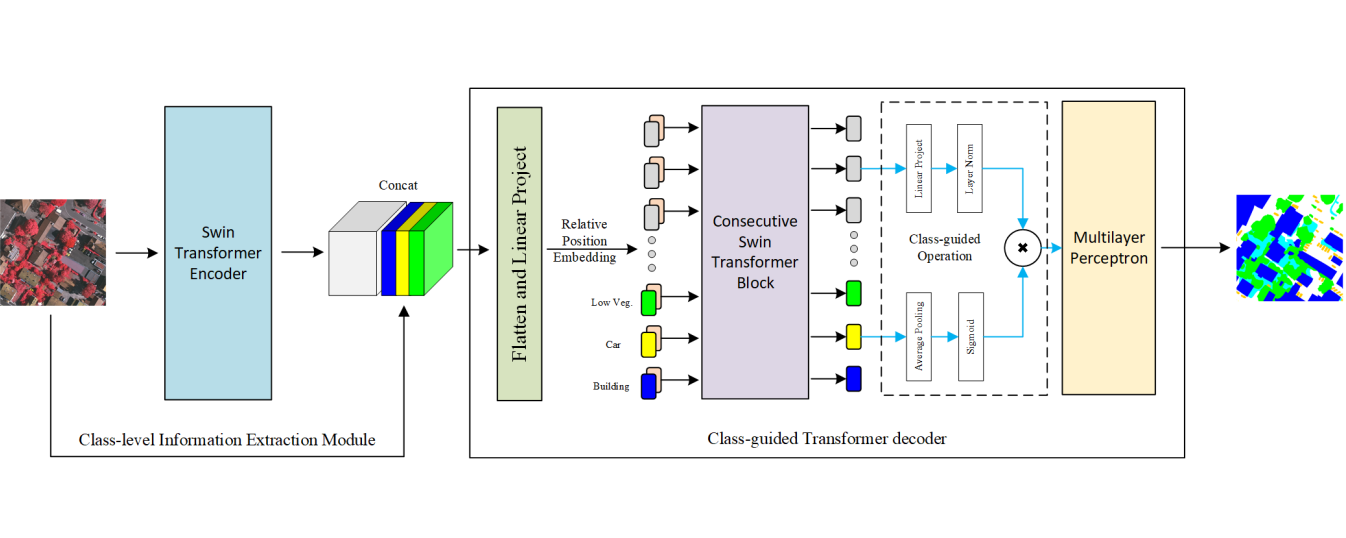 Swin
Transformer
Encoder
Concat
Class-level Information Extraction Module
Flatten and Linear Project
Relative
Position
Embedding
Low Veg.
Car
Building
Consecutive
Swin
Transformer
Block
Linear Project
Layer Norm
Class-guided
Operation
Average Pooling
Sigmoid
Multilayer
Perceptron
Class-guided Transformer decoder